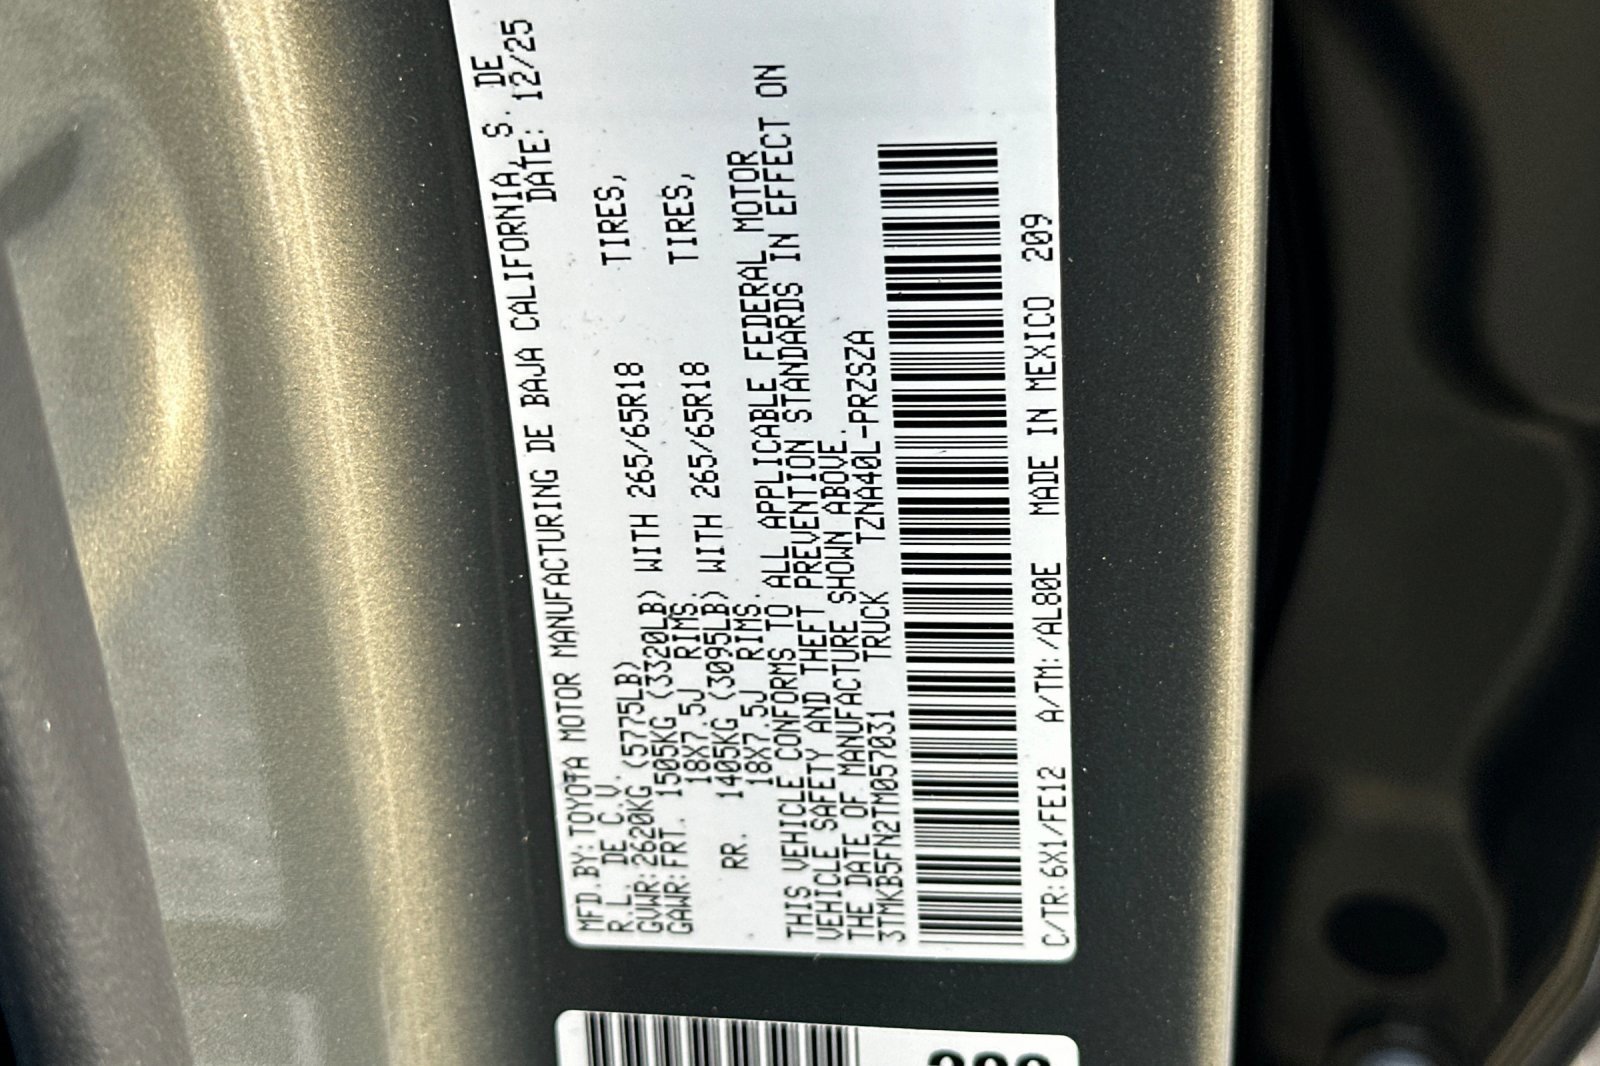 MFD.BY: TOYOTA MOTOR MANUFACTURING DE BAJA CALIFORNIA, S. DE
R.L. DE C.V. DATE: 12/25
GVWR:2620KG (5775LB)
GAWR:FRT. 1505KG (3320LB) WITH 265/65R18 TIRES,
18X7.5J RIMS.
RR. 1405KG (3095LB) WITH 265/65R18 TIRES,
18X7.5J RIMS.
THIS VEHICLE CONFORMS TO ALL APPLICABLE FEDERAL MOTOR
VEHICLE SAFETY AND THEFT PREVENTION STANDARDS IN EFFECT ON
THE DATE OF MANUFACTURE SHOWN ABOVE.
3TMKB5FN2TM057031 TRUCK TZNA40L-PRZSZA
C/TR:6X1/FE12 A/TM:/AL80E MADE IN MEXICO 209